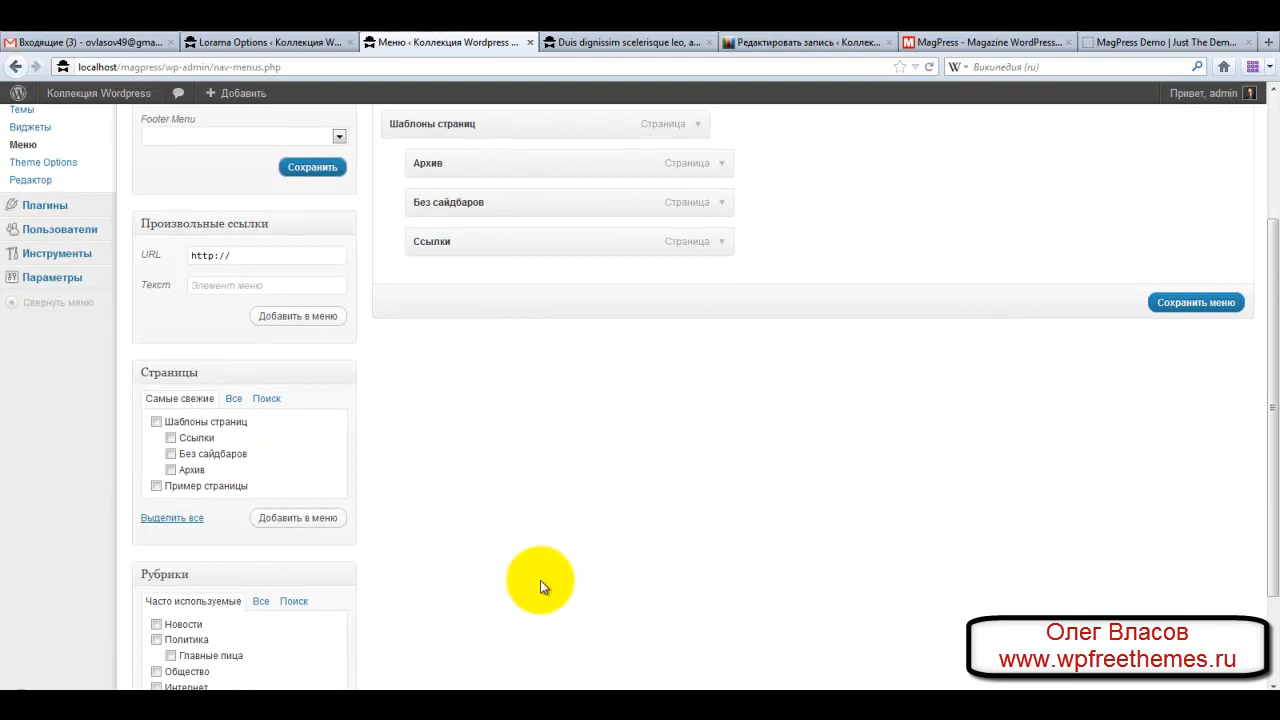 Входящие (3) - ovlasov49@gma...
Lorama Options ‹ Коллекция W...
Меню ‹ Коллекция Wordpress ...
Duis dignissim scelerisque leo, a...
Редактировать запись ‹ Коллек...
MagPress - Magazine WordPress...
MagPress Demo | Just The Dem...
localhost/magpress/wp-admin/nav-menus.php
Википедия (ru)
Коллекция Wordpress
+ Добавить
Привет, admin
Темы
Виджеты
Меню
Theme Options
Редактор
Плагины
Пользователи
Инструменты
Параметры
Свернуть меню
Footer Menu
Сохранить
Произвольные ссылки
URL
http://
Текст
Элемент меню
Добавить в меню
Страницы
Самые свежие
Все
Поиск
Шаблоны страниц
Ссылки
Без сайдбаров
Архив
Пример страницы
Выделить все
Добавить в меню
Рубрики
Часто используемые
Все
Поиск
Новости
Политика
Главные лица
Общество
Интернет
Шаблоны страниц
Страница
Архив
Страница
Без сайдбаров
Страница
Ссылки
Страница
Сохранить меню
Олег Власов
www.wpfreethemes.ru